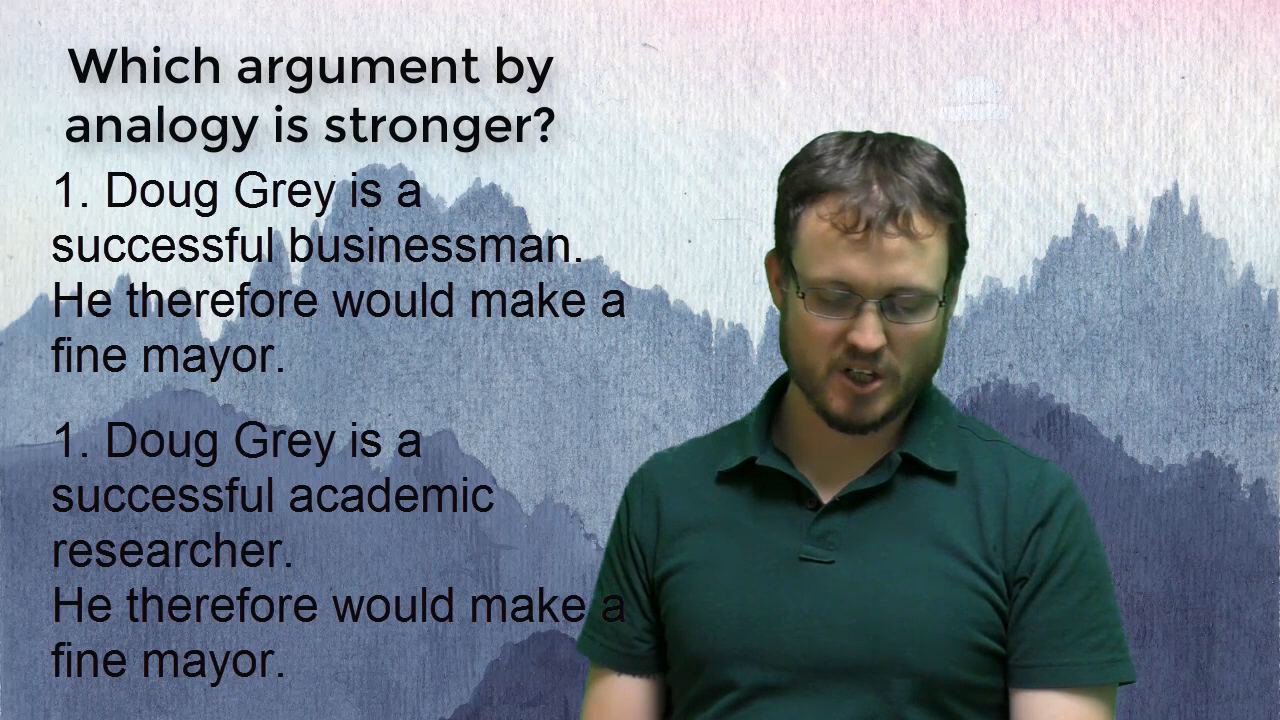 Which argument by
analogy is stronger?
1. Doug Grey is a
successful businessman.
He therefore would make a
fine mayor.
1. Doug Grey is a
successful academic
researcher.
He therefore would make a
fine mayor.